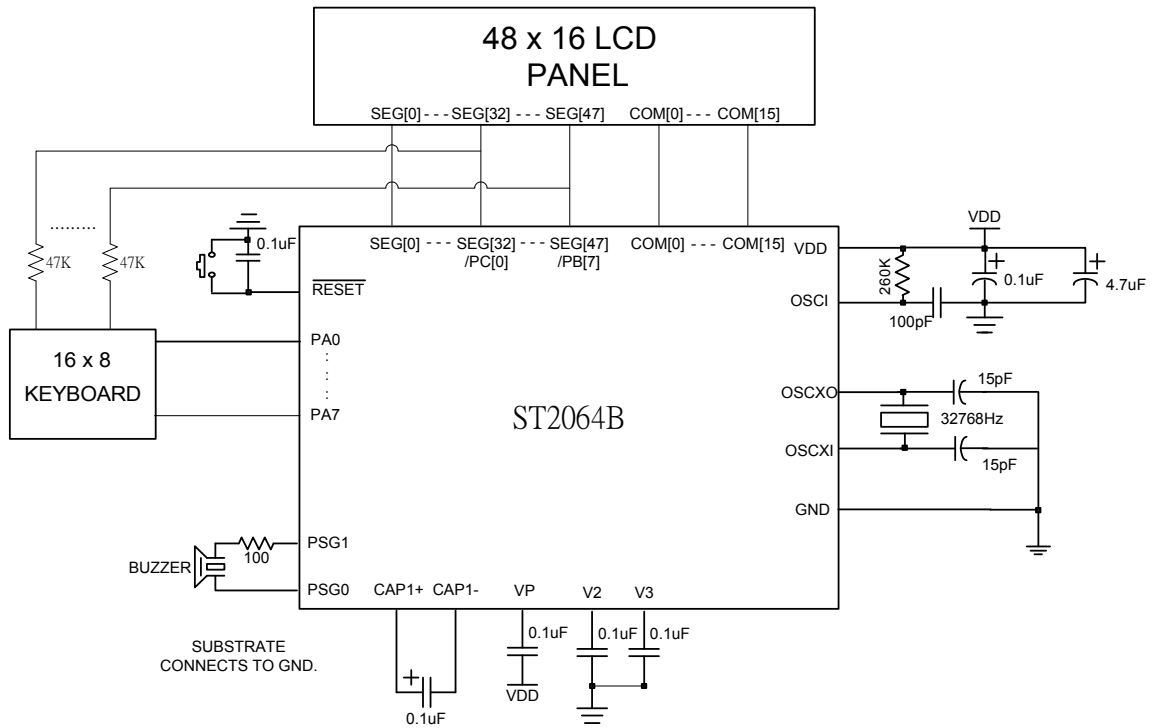 48 x 16 LCD
PANEL
SEG[0] - - - SEG[32] - - - SEG[47] COM[0] - - - COM[15]
.........
47K
47K
0.1uF
SEG[0] - - - SEG[32] - - - SEG[47] COM[0] - - - COM[15]
/PC[0] /PB[7]
RESET
VDD
VDD
260K
0.1uF
4.7uF
OSCI
100pF
16 x 8
KEYBOARD
PA0
PA7
ST2064B
OSCXO
15pF
32768Hz
OSCXI
15pF
GND
BUZZER
100
PSG1
PSG0
CAP1+ CAP1- VP V2 V3
SUBSTRATE
CONNECTS TO GND.
0.1uF
0.1uF
0.1uF
0.1uF
VDD